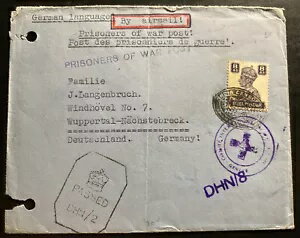 German language
By airmail!
Prisoners of war post!
Post des prisonniers de guerre'.
PRISONERS OF WAR POST
Familie
J.Langenbruch.
Windhövel No. 7.
Wuppertal-Nächstebreck.
Deutschland. Germany!
PASSED
DHN/2
DHN/8